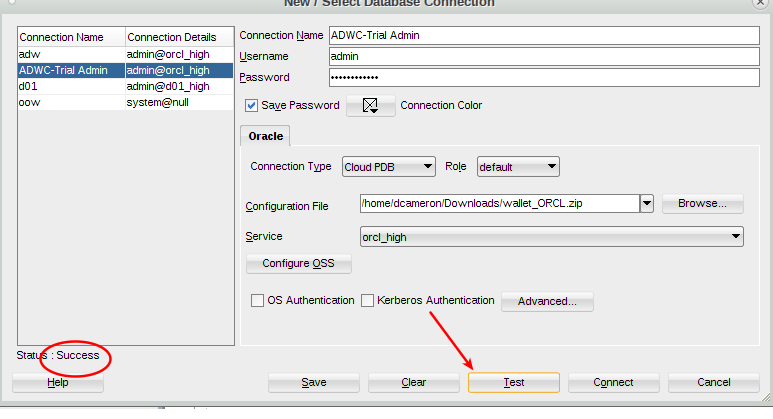 New / Select Database Connection
Connection Name Connection Details
adw admin@orcl_high
ADWC-Trial Admin admin@orcl_high
d01 admin@d01_high
oow system@null
Connection Name ADWC-Trial Admin
Username admin
Password ••••••••••••
Save Password Connection Color
Oracle
Connection Type Cloud PDB Role default
Configuration File /home/dcameron/Downloads/wallet_ORCL.zip Browse...
Service orcl_high
Configure OSS
OS Authentication Kerberos Authentication Advanced...
Status : Success
Help Save Clear Test Connect Cancel